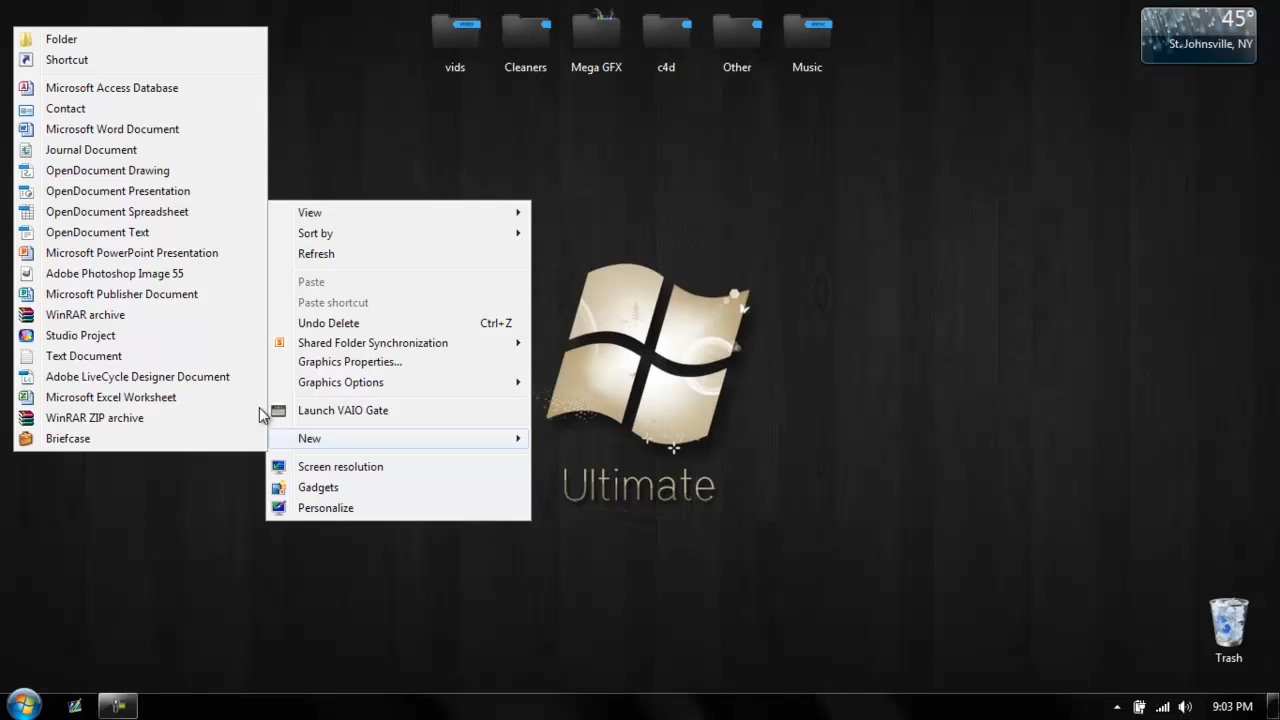 Folder
Shortcut
Microsoft Access Database
Contact
Microsoft Word Document
Journal Document
OpenDocument Drawing
OpenDocument Presentation
OpenDocument Spreadsheet
OpenDocument Text
Microsoft PowerPoint Presentation
Adobe Photoshop Image 55
Microsoft Publisher Document
WinRAR archive
Studio Project
Text Document
Adobe LiveCycle Designer Document
Microsoft Excel Worksheet
WinRAR ZIP archive
Briefcase
View
Sort by
Refresh
Paste
Paste shortcut
Undo Delete Ctrl+Z
Shared Folder Synchronization
Graphics Properties...
Graphics Options
Launch VAIO Gate
New
Screen resolution
Gadgets
Personalize
vids
Cleaners
Mega GFX
c4d
Other
Music
45°
St. Johnsville, NY
Ultimate
Trash
9:03 PM